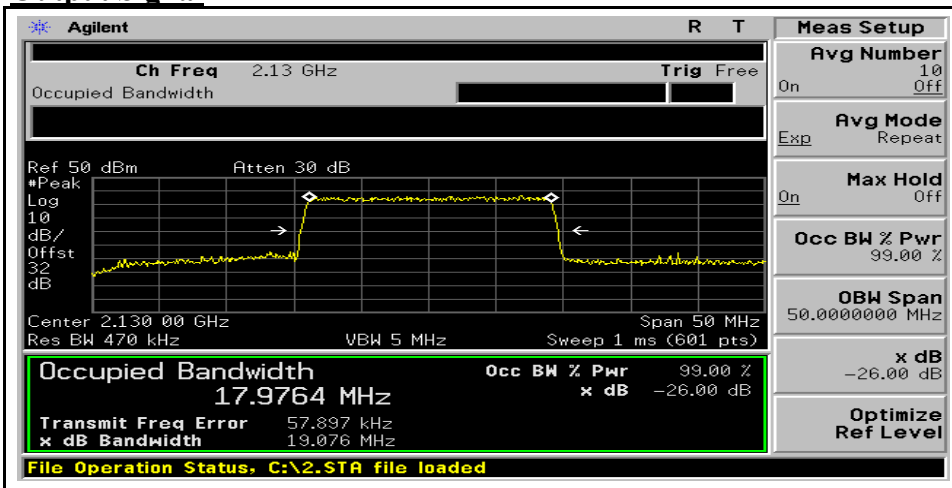 Agilent R T Meas Setup
Ch Freq 2.13 GHz Trig Free
Occupied Bandwidth
Avg Number
10
On Off
Avg Mode
Exp Repeat
Max Hold
On Off
Occ BW % Pwr
99.00 %
OBW Span
50.0000000 MHz
x dB
-26.00 dB
Optimize
Ref Level
Ref 50 dBm Atten 30 dB
#Peak
Log
10
dB/
Offst
32
dB
Center 2.130 00 GHz Span 50 MHz
Res BW 470 kHz VBW 5 MHz Sweep 1 ms (601 pts)
Occupied Bandwidth Occ BW % Pwr 99.00 %
17.9764 MHz x dB -26.00 dB
Transmit Freq Error 57.897 kHz
x dB Bandwidth 19.076 MHz
File Operation Status, C:\2.STA file loaded